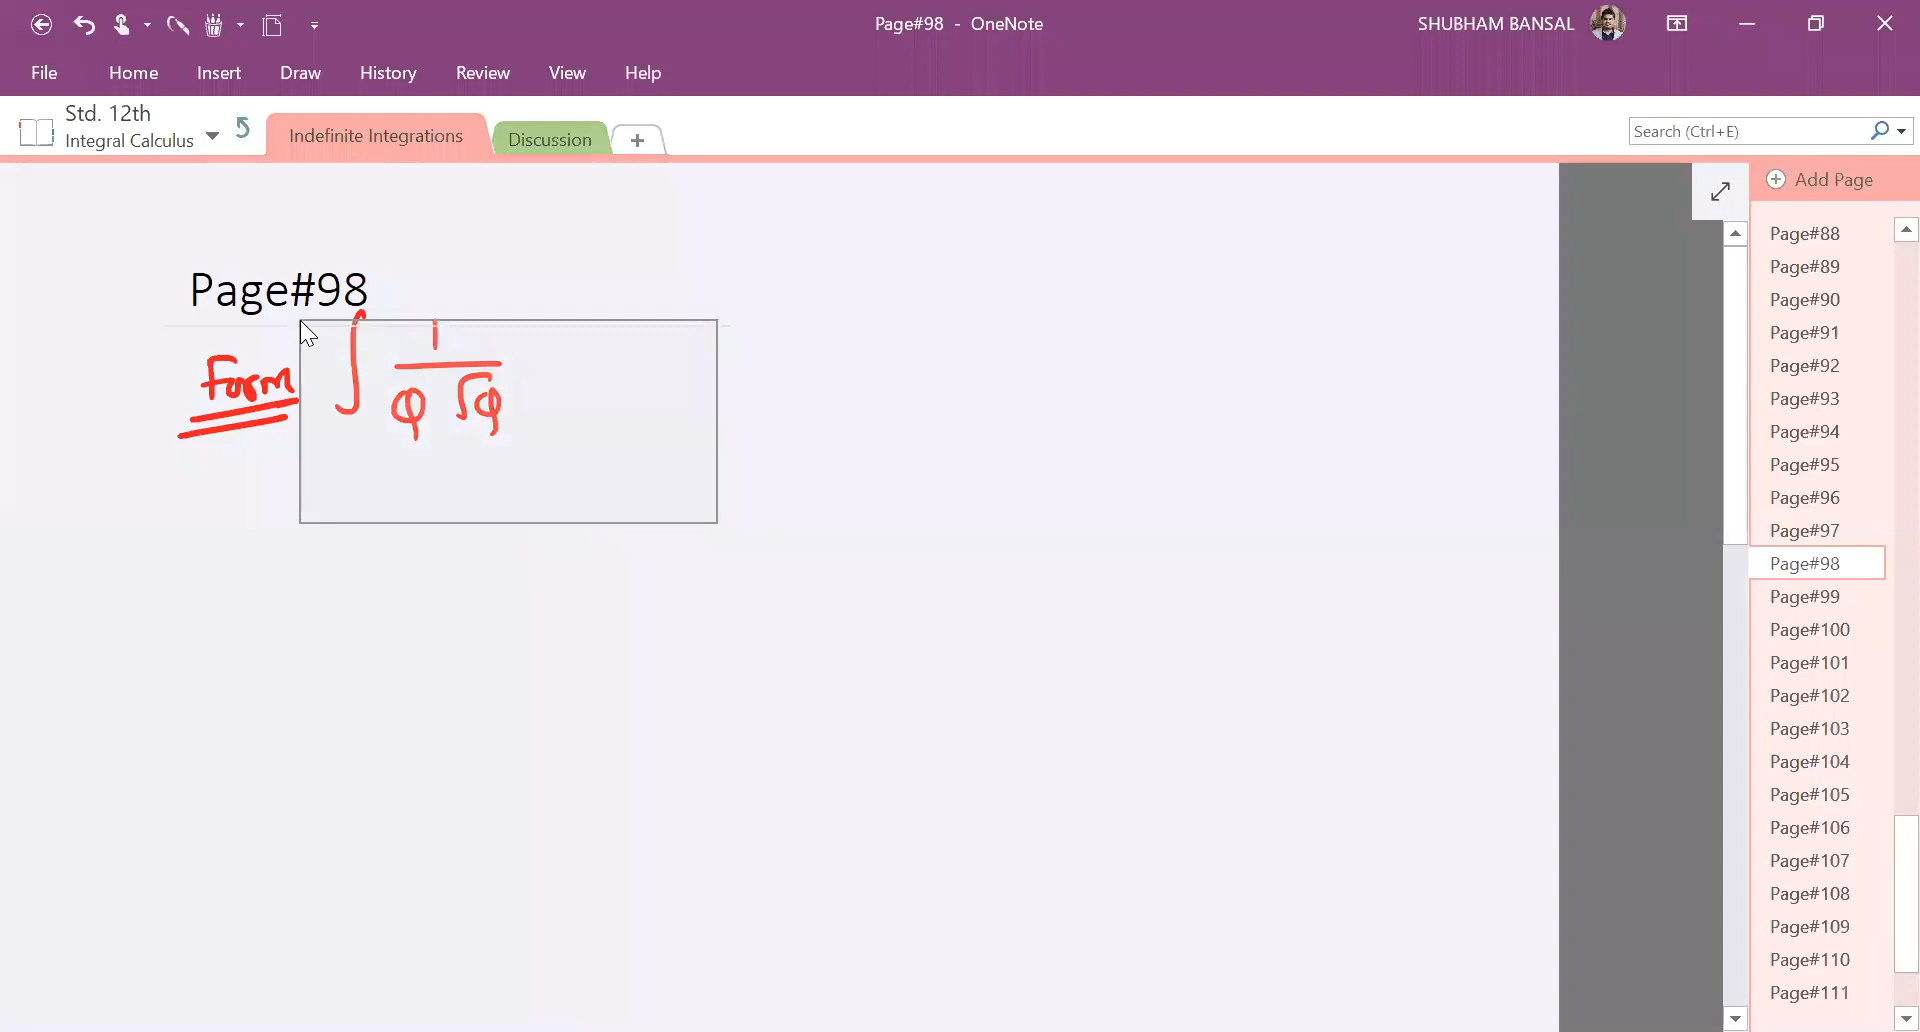 Page#98 - OneNote
SHUBHAM BANSAL
File Home Insert Draw History Review View Help
Std. 12th
Integral Calculus
Indefinite Integrations
Discussion
+
Search (Ctrl+E)
Add Page
Page#98
Form ∫ 1 / φ √φ
Page#88
Page#89
Page#90
Page#91
Page#92
Page#93
Page#94
Page#95
Page#96
Page#97
Page#98
Page#99
Page#100
Page#101
Page#102
Page#103
Page#104
Page#105
Page#106
Page#107
Page#108
Page#109
Page#110
Page#111